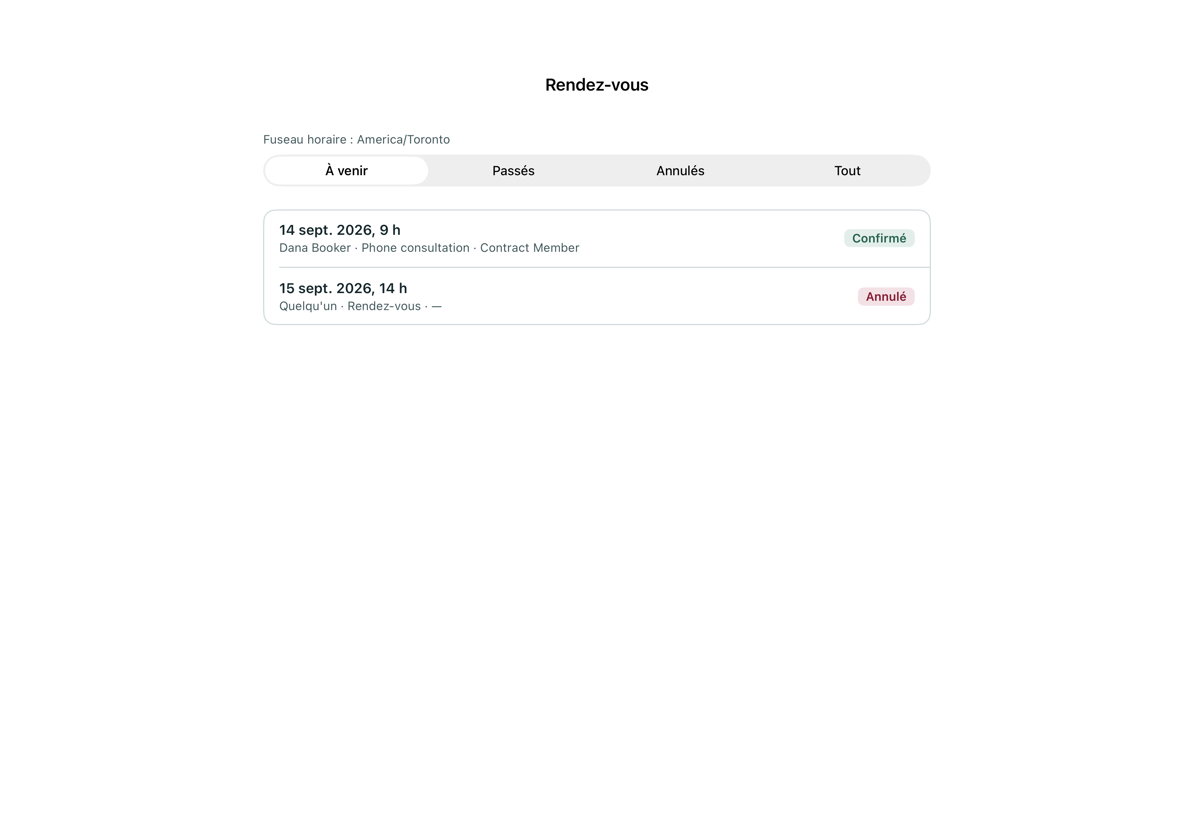 Rendez-vous
Fuseau horaire : America/Toronto
À venir
Passés
Annulés
Tout
14 sept. 2026, 9 h
Dana Booker · Phone consultation · Contract Member
Confirmé
15 sept. 2026, 14 h
Quelqu'un · Rendez-vous · —
Annulé